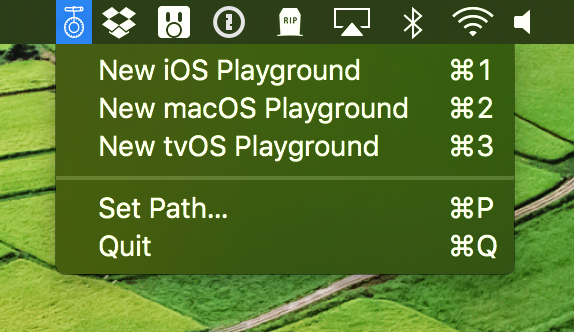 RIP
New iOS Playground ⌘1
New macOS Playground ⌘2
New tvOS Playground ⌘3
Set Path... ⌘P
Quit ⌘Q